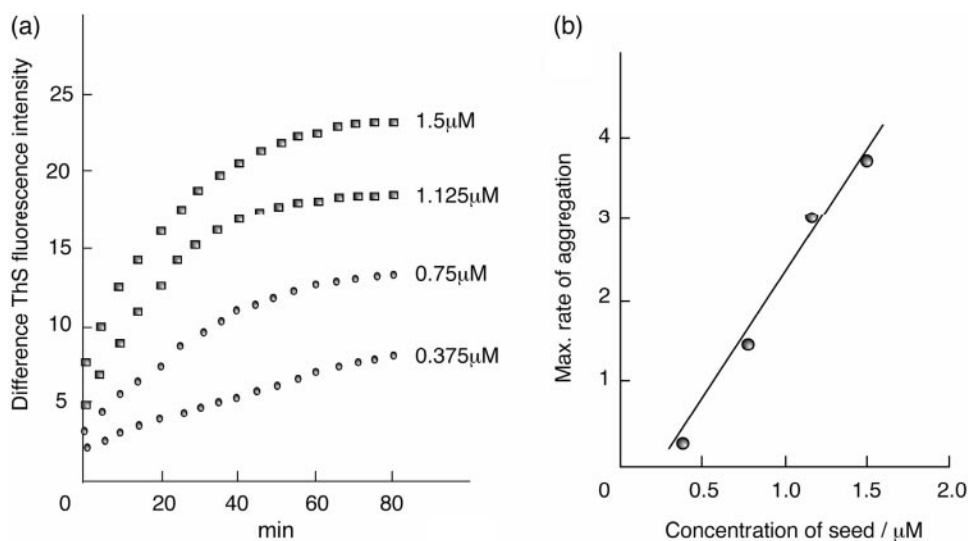 (a)
Difference ThS fluorescence intensity
25
20
15
10
5
0
20
40
60
80
min
1.5μM
1.125μM
0.75μM
0.375μM
(b)
Max. rate of aggregation
4
3
2
1
0
0.5
1.0
1.5
2.0
Concentration of seed / μM